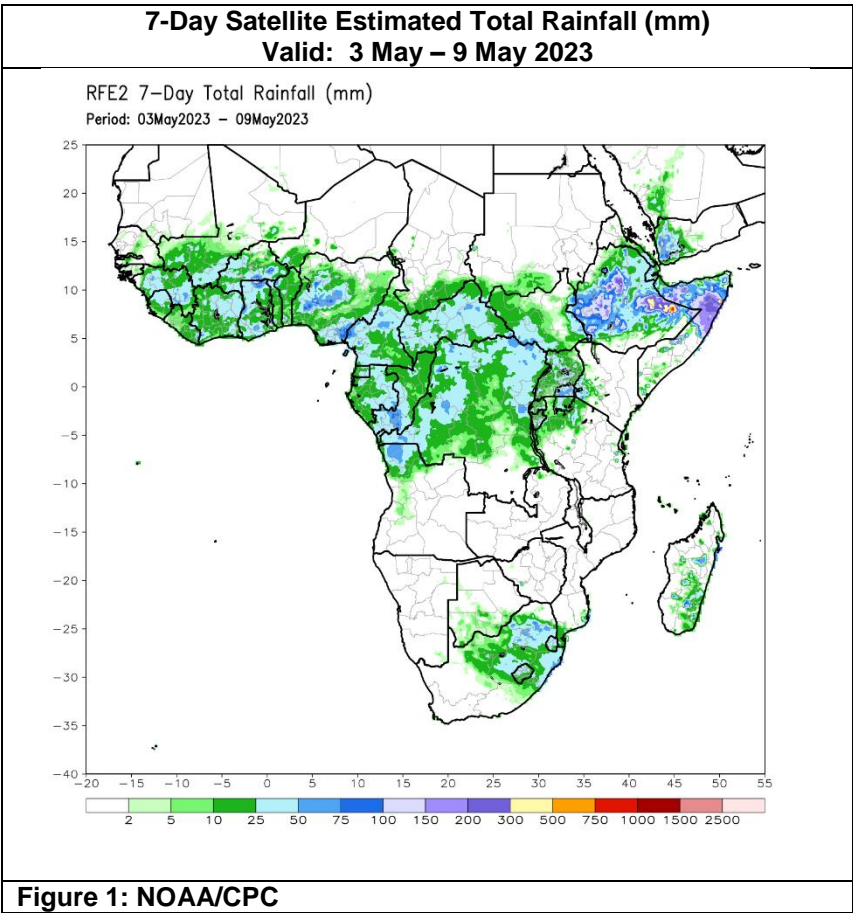 7-Day Satellite Estimated Total Rainfall (mm)
Valid: 3 May – 9 May 2023
RFE2 7-Day Total Rainfall (mm)
Period: 03May2023 – 09May2023
25
20
15
10
5
0
-5
-10
-15
-20
-25
-30
-35
-40
-20 -15 -10 -5 0 5 10 15 20 25 30 35 40 45 50 55
2 5 10 25 50 75 100 150 200 300 500 750 1000 1500 2500
Figure 1: NOAA/CPC